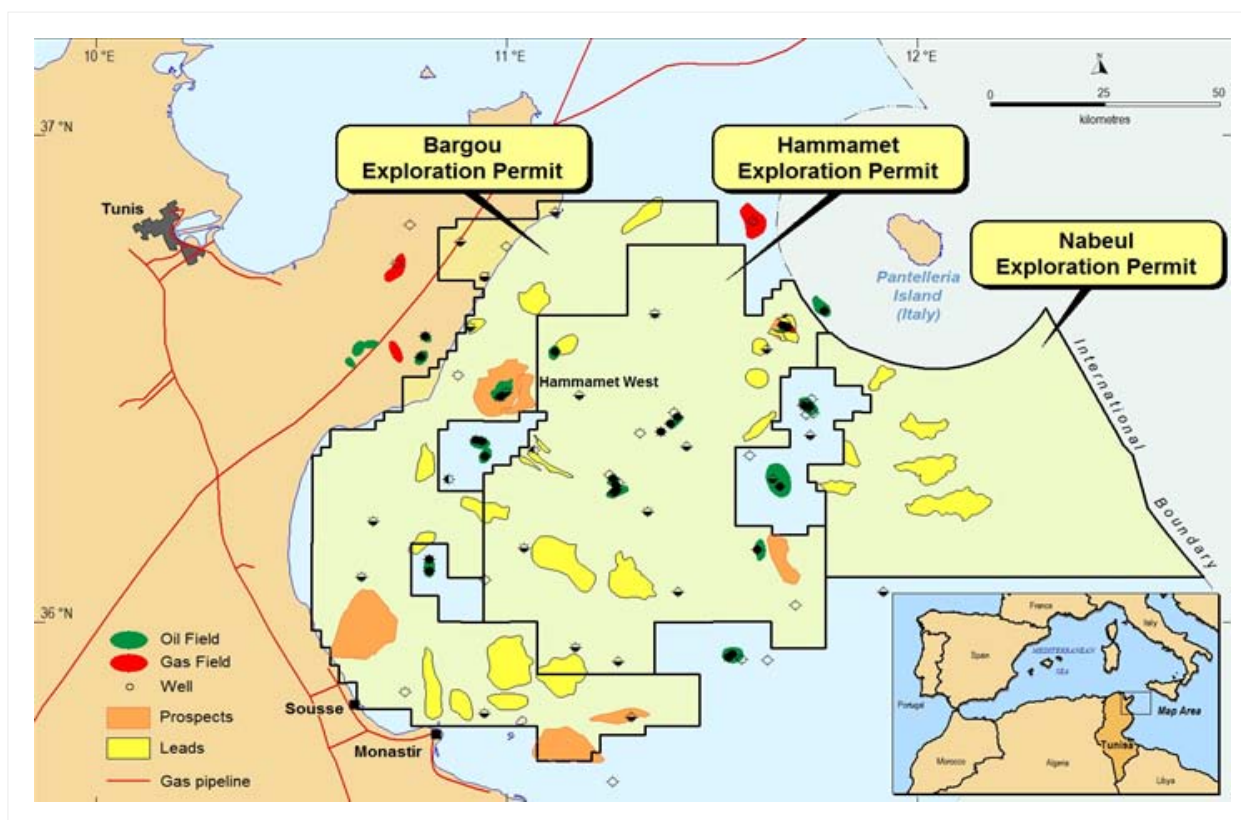 10 °E
11 °E
12 °E
N
0
25
50
kilometres
37 °N
Bargou
Exploration Permit
Hammamet
Exploration Permit
Nabeul
Exploration Permit
Tunis
Pantelleria
Island
(Italy)
International
Boundary
Hammamet West
36 °N
Oil Field
Gas Field
Well
Prospects
Leads
Gas pipeline
Sousse
Monastir
France
Italy
Spain
MEDITERRANEAN
SEA
Portugal
Map Area
Tunisa
Morocco
Algeria
Libya